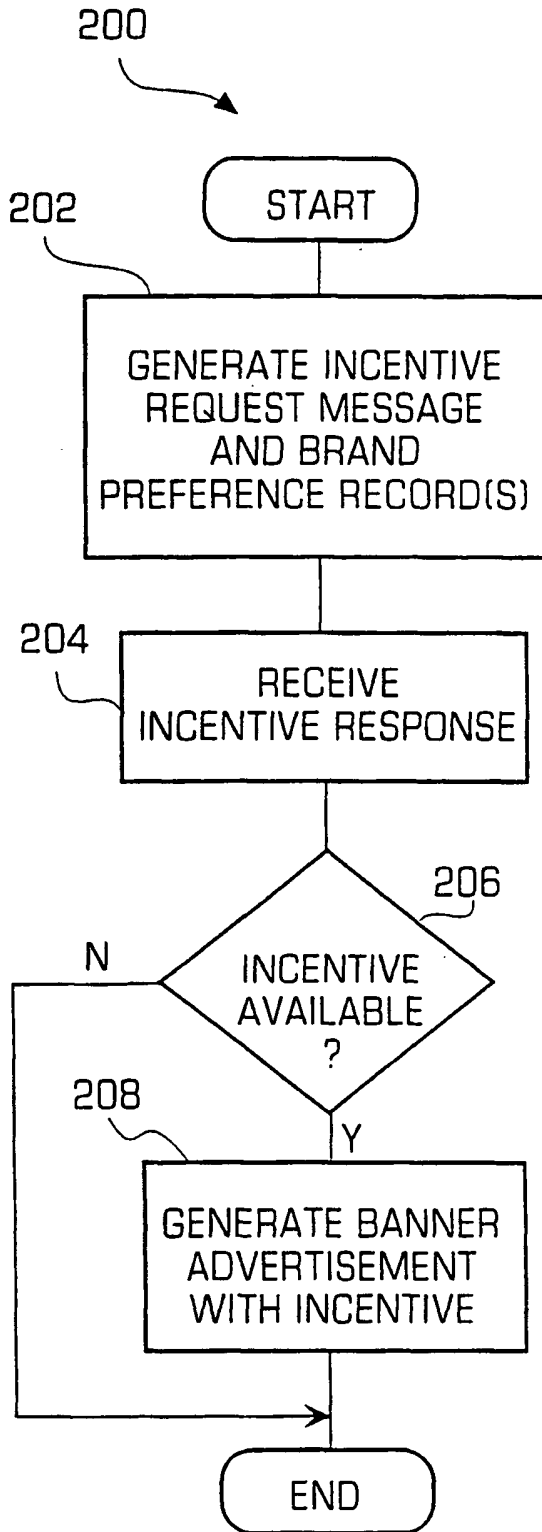 200
START
202
GENERATE INCENTIVE
REQUEST MESSAGE
AND BRAND
PREFERENCE RECORD(S)
204
RECEIVE
INCENTIVE RESPONSE
206
N
INCENTIVE
AVAILABLE
?
208
Y
GENERATE BANNER
ADVERTISEMENT
WITH INCENTIVE
END